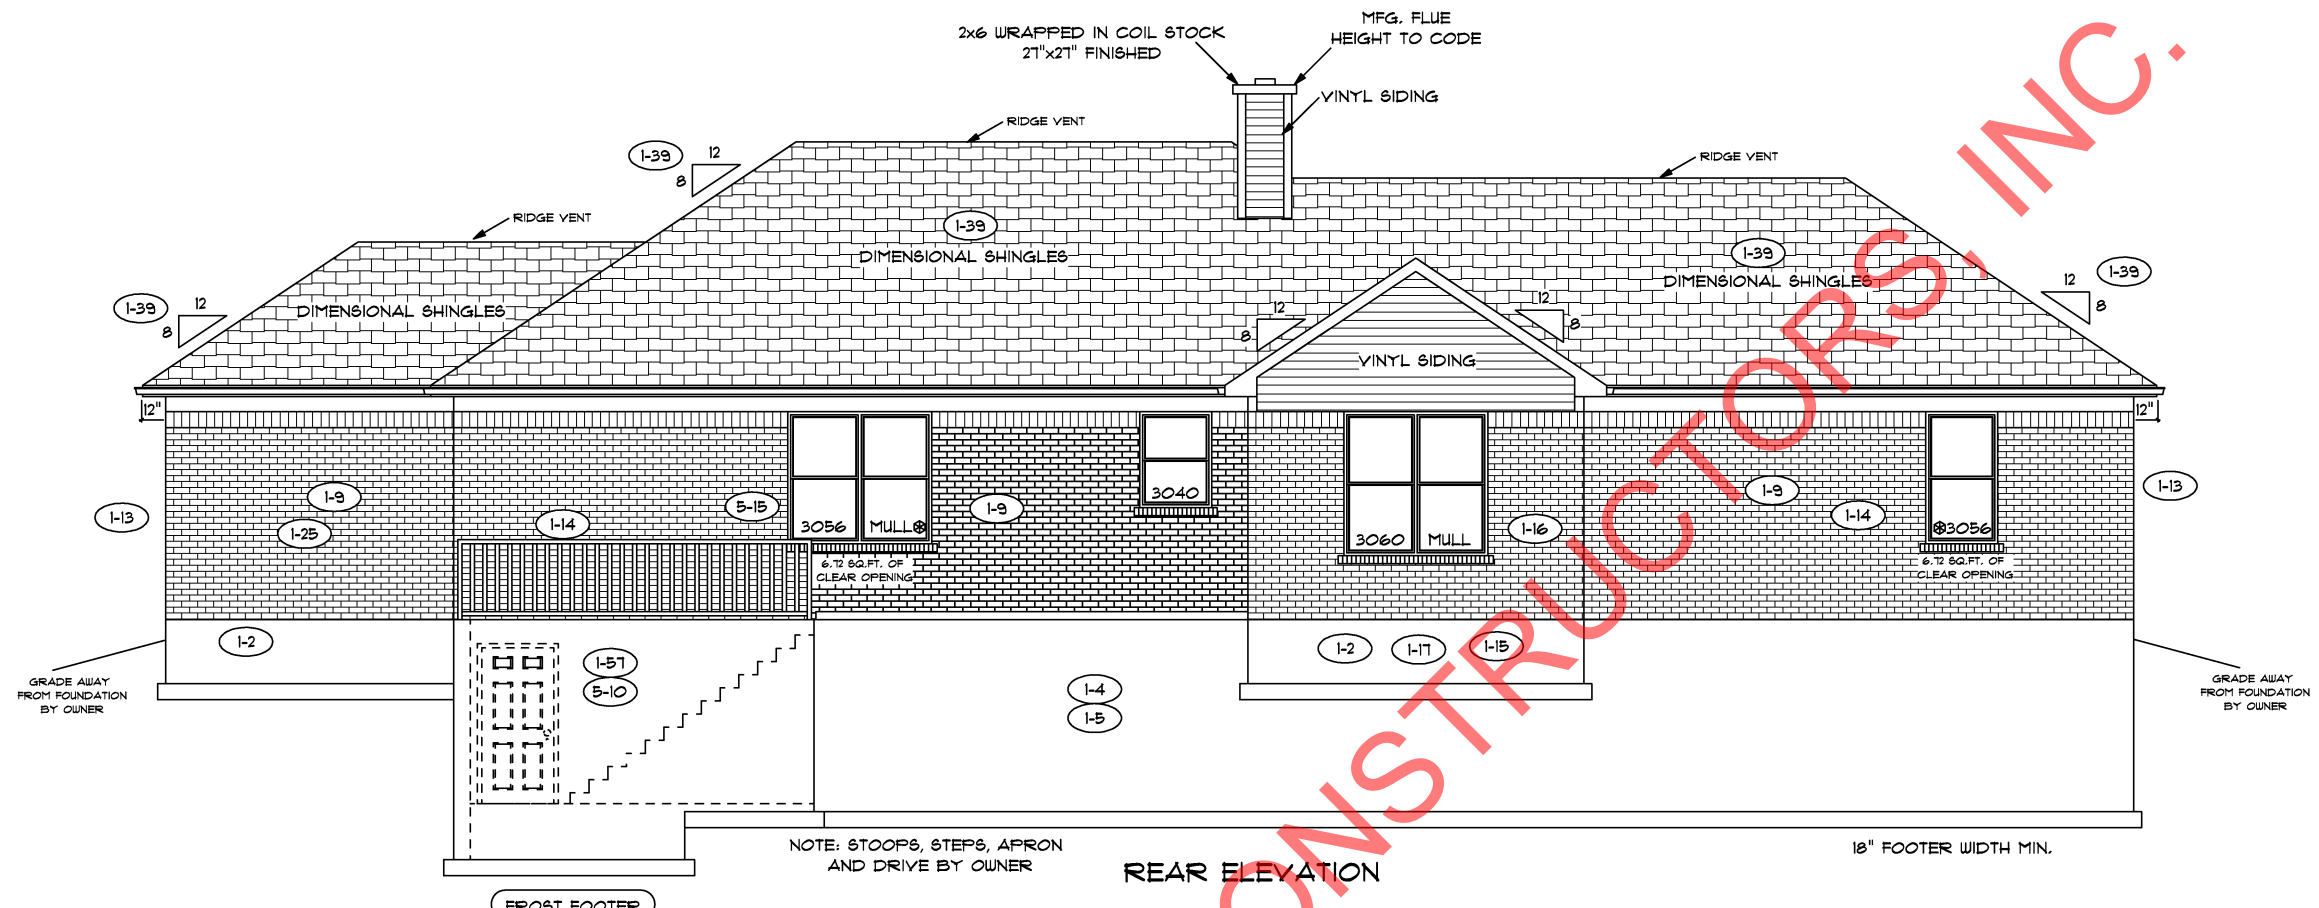 2x6 WRAPPED IN COIL STOCK
27"x27" FINISHED
MFG. FLUE
HEIGHT TO CODE
VINYL SIDING
RIDGE VENT
RIDGE VENT
RIDGE VENT
1-39
12
8
1-39
DIMENSIONAL SHINGLES
1-39
DIMENSIONAL SHINGLES
1-39
12
8
1-39
12
8
DIMENSIONAL SHINGLES
12
8
12
8
VINYL SIDING
12"
12"
1-13
1-9
1-25
1-14
5-15
3056
MULL
6.72 SQ.FT. OF
CLEAR OPENING
1-9
3040
3060
MULL
1-16
1-9
1-14
3056
6.72 SQ.FT. OF
CLEAR OPENING
1-13
1-2
GRADE AWAY
FROM FOUNDATION
BY OWNER
1-57
5-10
1-4
1-5
1-2
1-17
1-15
GRADE AWAY
FROM FOUNDATION
BY OWNER
NOTE: STOOPS, STEPS, APRON
AND DRIVE BY OWNER
REAR ELEVATION
18" FOOTER WIDTH MIN.
FROST FOOTER
ONSTRUCTORS, INC.